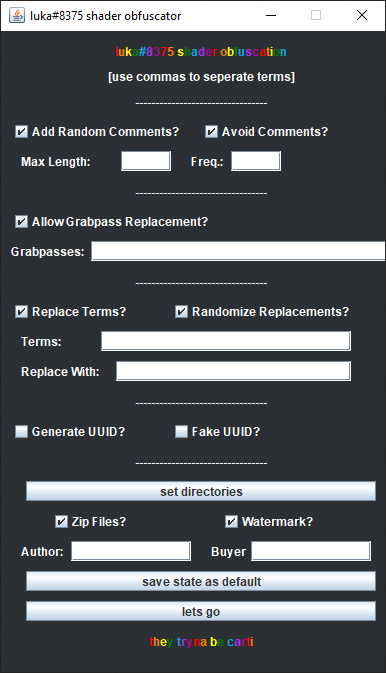 luka#8375 shader obfuscator
luka#8375 shader obfuscation
[use commas to seperate terms]
---------------------------------
Add Random Comments? Avoid Comments?
Max Length: Freq.:
---------------------------------
Allow Grabpass Replacement?
Grabpasses:
---------------------------------
Replace Terms? Randomize Replacements?
Terms:
Replace With:
---------------------------------
Generate UUID? Fake UUID?
---------------------------------
set directories
Zip Files? Watermark?
Author: Buyer
save state as default
lets go
they tryna be carti